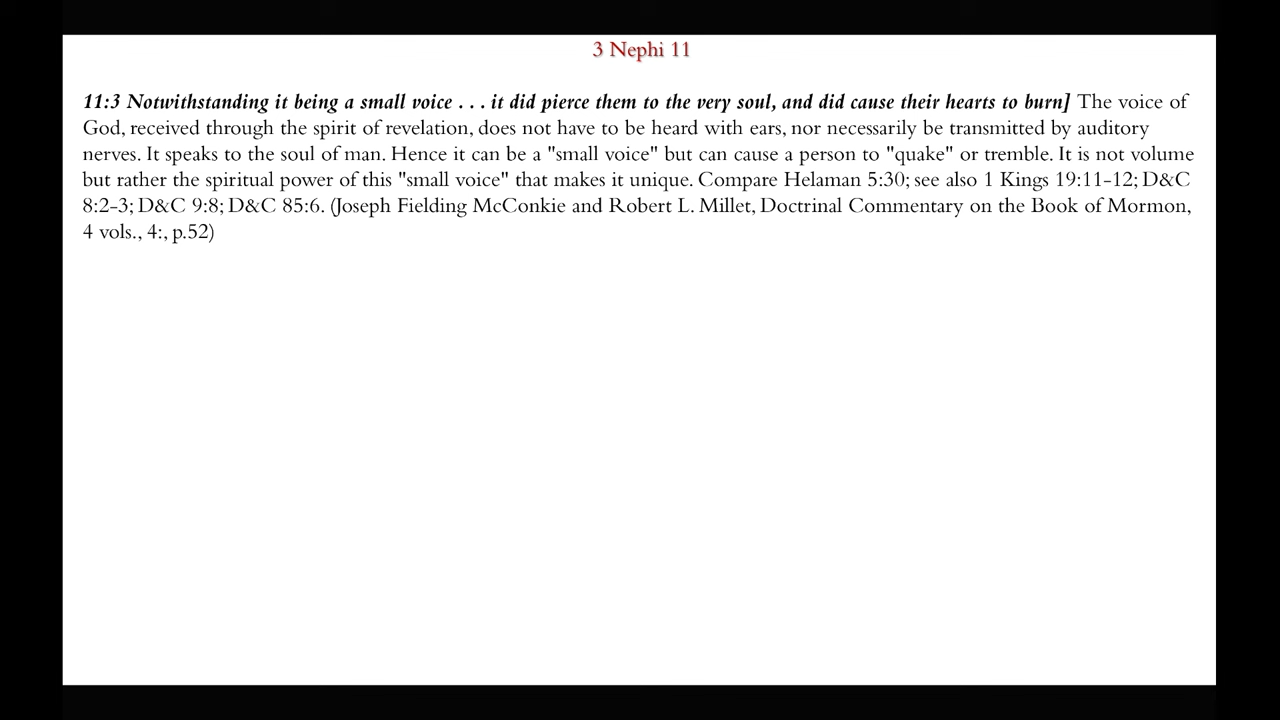 3 Nephi 11
11:3 Notwithstanding it being a small voice . . . it did pierce them to the very soul, and did cause their hearts to burn] The voice of
God, received through the spirit of revelation, does not have to be heard with ears, nor necessarily be transmitted by auditory
nerves. It speaks to the soul of man. Hence it can be a "small voice" but can cause a person to "quake" or tremble. It is not volume
but rather the spiritual power of this "small voice" that makes it unique. Compare Helaman 5:30; see also 1 Kings 19:11-12; D&C
8:2-3; D&C 9:8; D&C 85:6. (Joseph Fielding McConkie and Robert L. Millet, Doctrinal Commentary on the Book of Mormon,
4 vols., 4:, p.52)